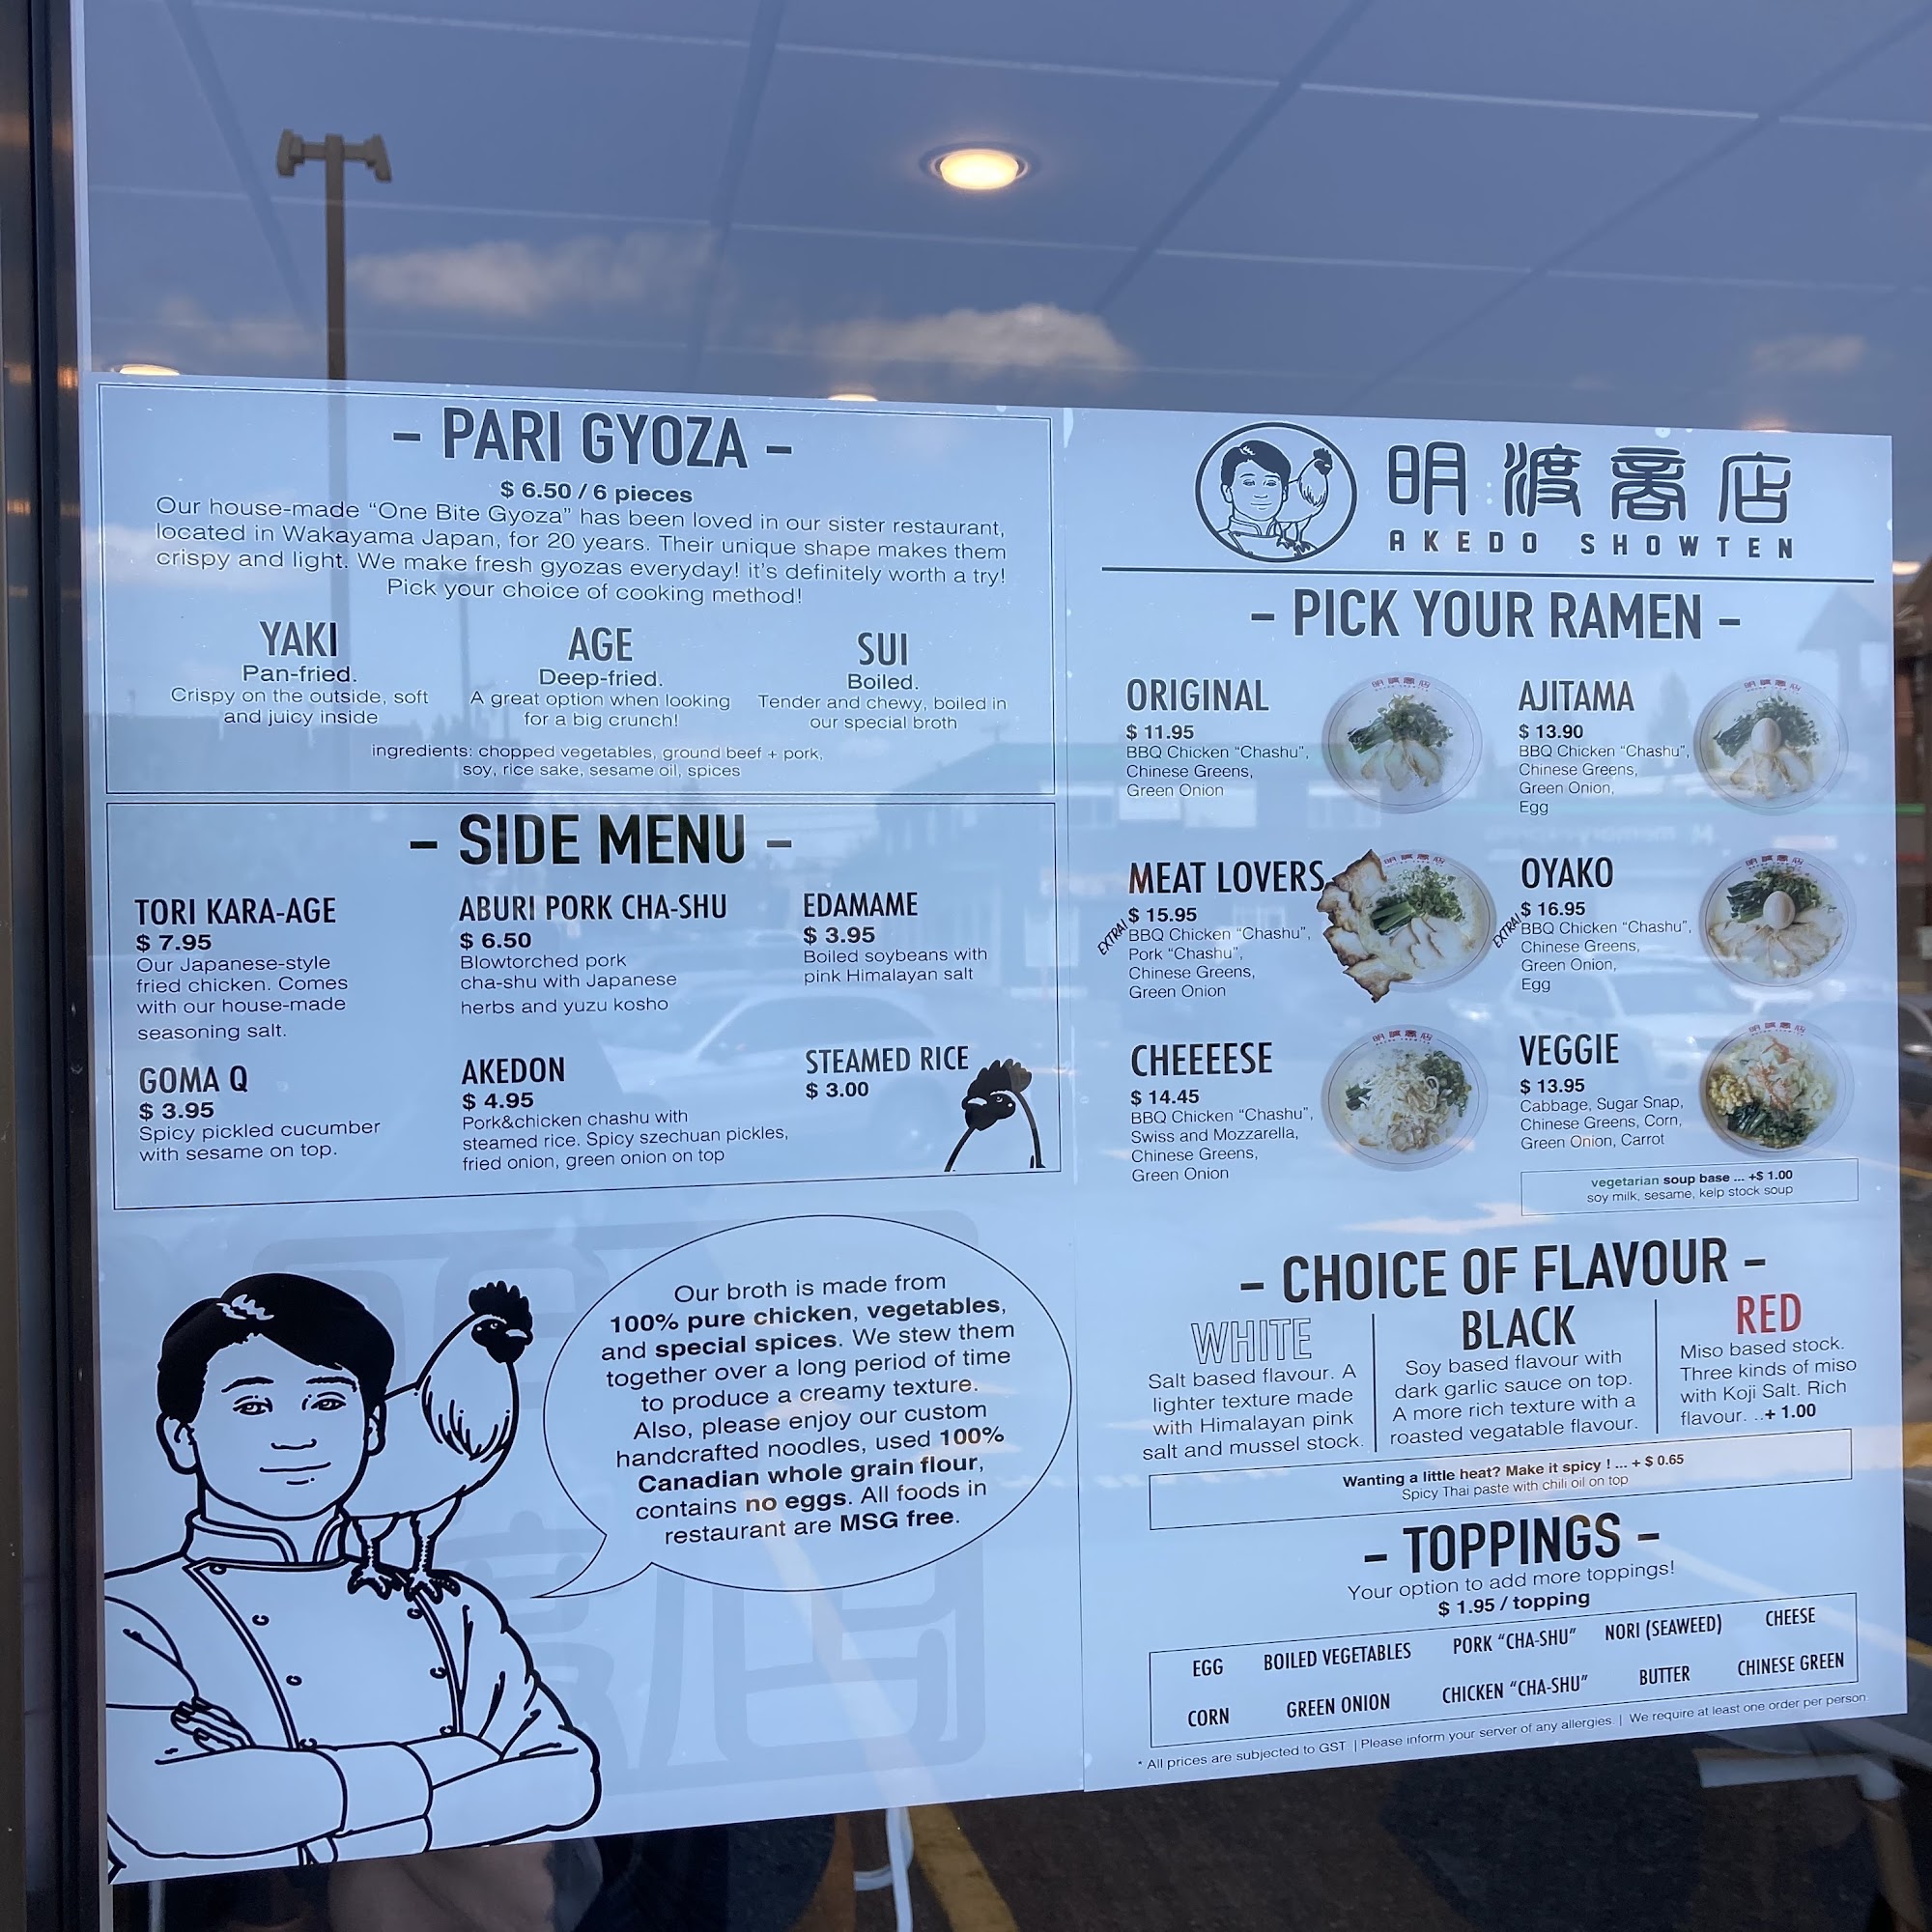 - PARI GYOZA -
$ 6.50 / 6 pieces
Our house-made “One Bite Gyoza” has been loved in our sister restaurant,
located in Wakayama Japan, for 20 years. Their unique shape makes them
crispy and light. We make fresh gyozas everyday! it's definitely worth a try!
Pick your choice of cooking method!
YAKI
Pan-fried.
Crispy on the outside, soft
and juicy inside
AGE
Deep-fried.
A great option when looking
for a big crunch!
SUI
Boiled.
Tender and chewy, boiled in
our special broth
ingredients: chopped vegetables, ground beef + pork,
soy, rice sake, sesame oil, spices
- SIDE MENU -
TORI KARA-AGE
$ 7.95
Our Japanese-style
fried chicken. Comes
with our house-made
seasoning salt.
ABURI PORK CHA-SHU
$ 6.50
Blowtorched pork
cha-shu with Japanese
herbs and yuzu kosho
EDAMAME
$ 3.95
Boiled soybeans with
pink Himalayan salt
GOMA Q
$ 3.95
Spicy pickled cucumber
with sesame on top.
AKEDON
$ 4.95
Pork&chicken chashu with
steamed rice. Spicy szechuan pickles,
fried onion, green onion on top
STEAMED RICE
$ 3.00
Our broth is made from
100% pure chicken, vegetables,
and special spices. We stew them
together over a long period of time
to produce a creamy texture.
Also, please enjoy our custom
handcrafted noodles, used 100%
Canadian whole grain flour,
contains no eggs. All foods in
restaurant are MSG free.
明渡商店
AKEDO SHOWTEN
- PICK YOUR RAMEN -
ORIGINAL
$ 11.95
BBQ Chicken “Chashu”,
Chinese Greens,
Green Onion
AJITAMA
$ 13.90
BBQ Chicken “Chashu”,
Chinese Greens,
Green Onion,
Egg
MEAT LOVERS
$ 15.95
EXTRA!
BBQ Chicken “Chashu”,
Pork “Chashu”,
Chinese Greens,
Green Onion
OYAKO
$ 16.95
EXTRA!
BBQ Chicken “Chashu”,
Chinese Greens,
Green Onion,
Egg
CHEEEESE
$ 14.45
BBQ Chicken “Chashu”,
Swiss and Mozzarella,
Chinese Greens,
Green Onion
VEGGIE
$ 13.95
Cabbage, Sugar Snap,
Chinese Greens, Corn,
Green Onion, Carrot
vegetarian soup base ... +$ 1.00
soy milk, sesame, kelp stock soup
- CHOICE OF FLAVOUR -
WHITE
Salt based flavour. A
lighter texture made
with Himalayan pink
salt and mussel stock.
BLACK
Soy based flavour with
dark garlic sauce on top.
A more rich texture with a
roasted vegatable flavour.
RED
Miso based stock.
Three kinds of miso
with Koji Salt. Rich
flavour. ..+ 1.00
Wanting a little heat? Make it spicy ! ... + $ 0.65
Spicy Thai paste with chili oil on top
- TOPPINGS -
Your option to add more toppings!
$ 1.95 / topping
EGG BOILED VEGETABLES PORK “CHA-SHU” NORI (SEAWEED) CHEESE
CORN GREEN ONION CHICKEN “CHA-SHU” BUTTER CHINESE GREEN
* All prices are subjected to GST | Please inform your server of any allergies | We require at least one order per person